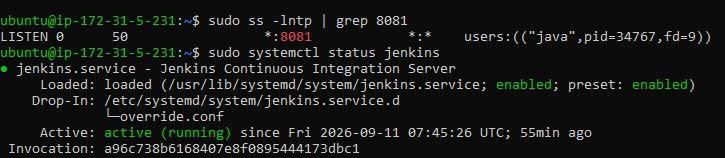 ubuntu@ip-172-31-5-231:~$ sudo ss -lntp | grep 8081
LISTEN 0      50                 *:8081             *:*    users:(("java",pid=34767,fd=9))
ubuntu@ip-172-31-5-231:~$ sudo systemctl status jenkins
● jenkins.service - Jenkins Continuous Integration Server
     Loaded: loaded (/usr/lib/systemd/system/jenkins.service; enabled; preset: enabled)
    Drop-In: /etc/systemd/system/jenkins.service.d
             └─override.conf
     Active: active (running) since Fri 2026-09-11 07:45:26 UTC; 55min ago
 Invocation: a96c738b6168407e8f0895444173dbc1